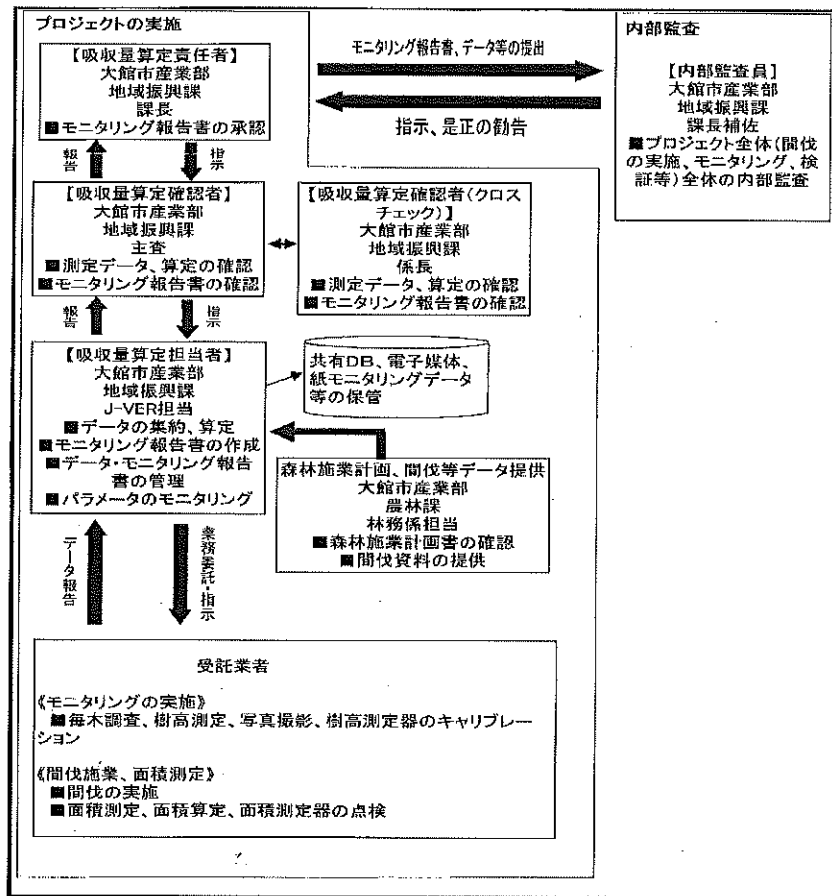 プロジェクトの実施
【吸収量算定責任者】
大館市産業部
地域振興課
課長
■モニタリング報告書の承認
モニタリング報告書、データ等の提出
指示、是正の勧告
内部監査
【内部監査員】
大館市産業部
地域振興課
課長補佐
■プロジェクト全体(間伐
の実施、モニタリング、検
証等)全体の内部監査
報告
指示
【吸収量算定確認者】
大館市産業部
地域振興課
主査
■測定データ、算定の確認
■モニタリング報告書の確認
【吸収量算定確認者(クロス
チェック)】
大館市産業部
地域振興課
係長
■測定データ、算定の確認
■モニタリング報告書の確認
報告
指示
【吸収量算定担当者】
大館市産業部
地域振興課
J-VER担当
■データの集約、算定
■モニタリング報告書の作成
■データ・モニタリング報告
書の管理
■パラメータのモニタリング
共有DB、電子媒体、
紙モニタリングデータ
等の保管
森林施業計画、間伐等データ提供
大館市産業部
農林課
林務係担当
■森林施業計画書の確認
■間伐資料の提供
データ報告
業務委託・指示
受託業者
《モニタリングの実施》
■毎木調査、樹高測定、写真撮影、樹高測定器のキャリブレー
ション
《間伐施業、面積測定》
■間伐の実施
■面積測定、面積算定、面積測定器の点検